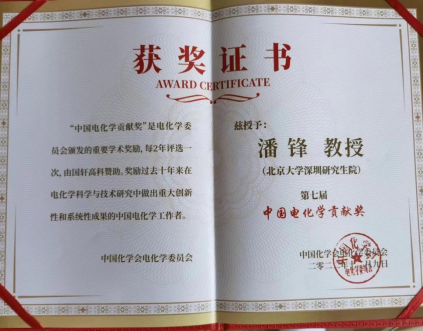 获奖证书
AWARD CERTIFICATE
“中国电化学贡献奖”是电化学委
员会颁发的重要学术奖励, 每2年评选一
次, 由国轩高科赞助。奖励过去十年来在
电化学科学与技术研究中做出重大创新
性和系统性成果的中国电化学工作者。
中国化学会电化学委员会
兹授予:
潘锋 教授
(北京大学深圳研究生院)
第七届
中国电化学贡献奖
中国化学会电化学委员会
二〇二
月
九日